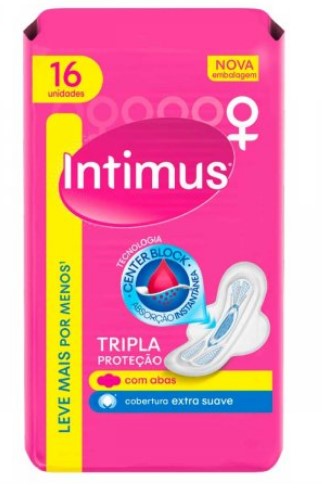 16
unidades
NOVA
embalagem
Intimus
TECNOLOGIA
CENTER BLOCK
ABSORÇÃO INSTANTÂNEA
LEVE MAIS POR MENOS¹
TRIPLA
PROTEÇÃO
com abas
cobertura extra suave